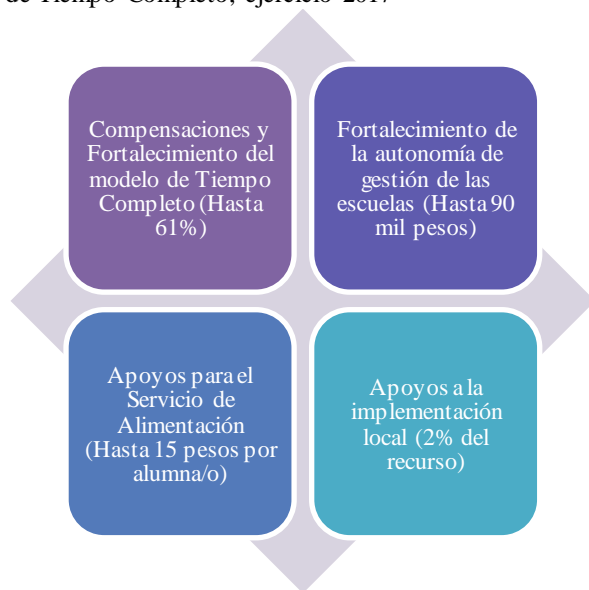 de Tiempo Completo, ejercicio 2017
Compensaciones y
Fortalecimiento del
modelo de Tiempo
Completo (Hasta
61%)
Fortalecimiento de
la autonomía de
gestión de las
escuelas (Hasta 90
mil pesos)
Apoyos para el
Servicio de
Alimentación
(Hasta 15 pesos por
alumna/o)
Apoyos a la
implementación
local (2% del
recurso)